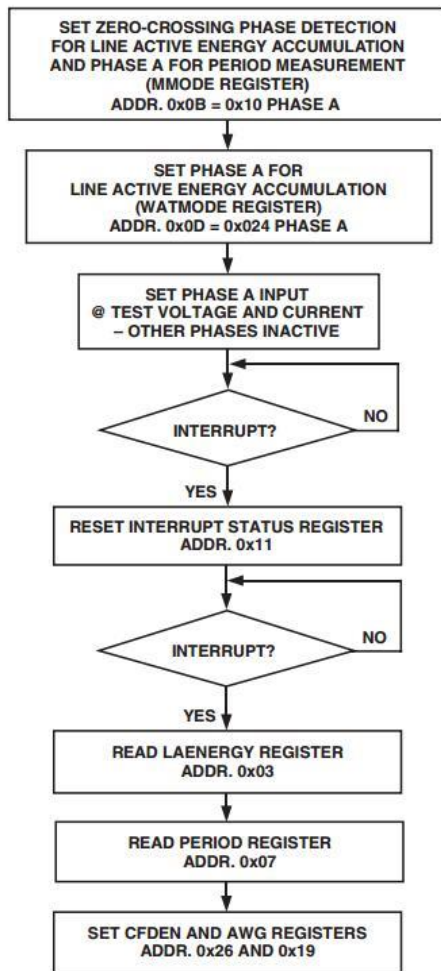 SET ZERO-CROSSING PHASE DETECTION
FOR LINE ACTIVE ENERGY ACCUMULATION
AND PHASE A FOR PERIOD MEASUREMENT
(MMODE REGISTER)
ADDR. 0x0B = 0x10 PHASE A
SET PHASE A FOR
LINE ACTIVE ENERGY ACCUMULATION
(WATMODE REGISTER)
ADDR. 0x0D = 0x024 PHASE A
SET PHASE A INPUT
@ TEST VOLTAGE AND CURRENT
– OTHER PHASES INACTIVE
INTERRUPT?
NO
YES
RESET INTERRUPT STATUS REGISTER
ADDR. 0x11
INTERRUPT?
NO
YES
READ LAENERGY REGISTER
ADDR. 0x03
READ PERIOD REGISTER
ADDR. 0x07
SET CFDEN AND AWG REGISTERS
ADDR. 0x26 AND 0x19